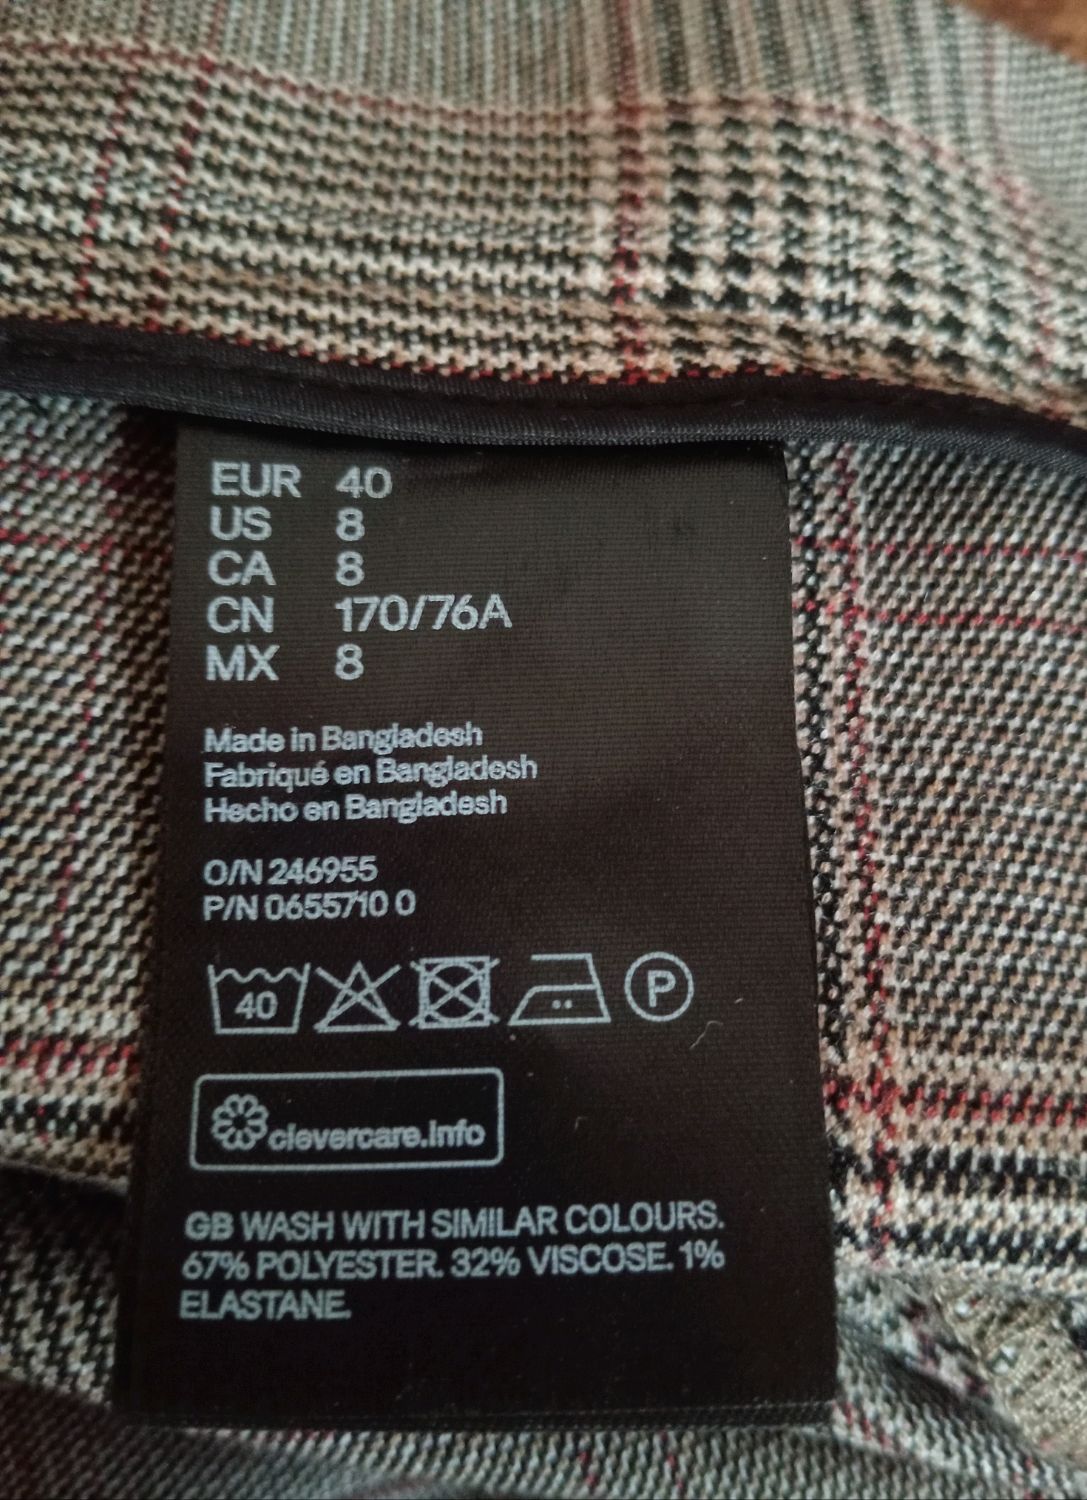 EUR 40
US 8
CA 8
CN 170/76A
MX 8
Made in Bangladesh
Fabriqué en Bangladesh
Hecho en Bangladesh
O/N 246955
P/N 0655710 0
40
P
clevercare.info
GB WASH WITH SIMILAR COLOURS.
67% POLYESTER. 32% VISCOSE. 1%
ELASTANE.